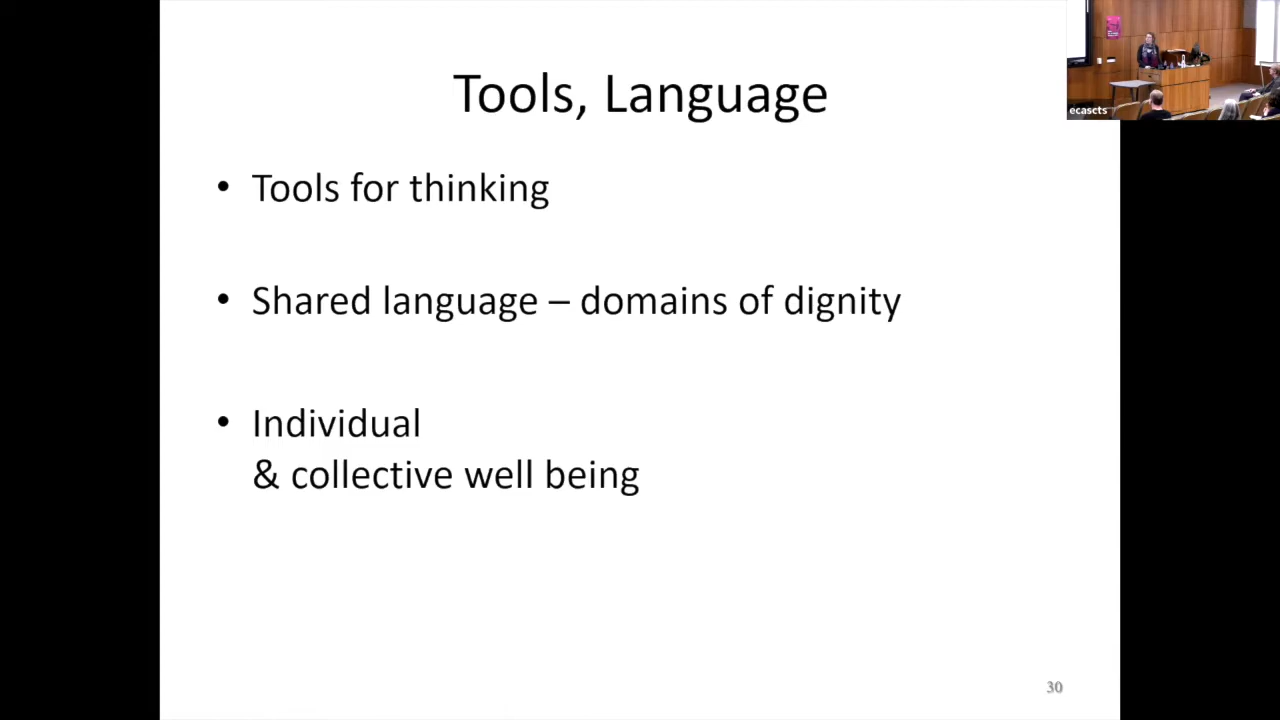 Tools, Language
• Tools for thinking
• Shared language – domains of dignity
• Individual
& collective well being
30
ecascts